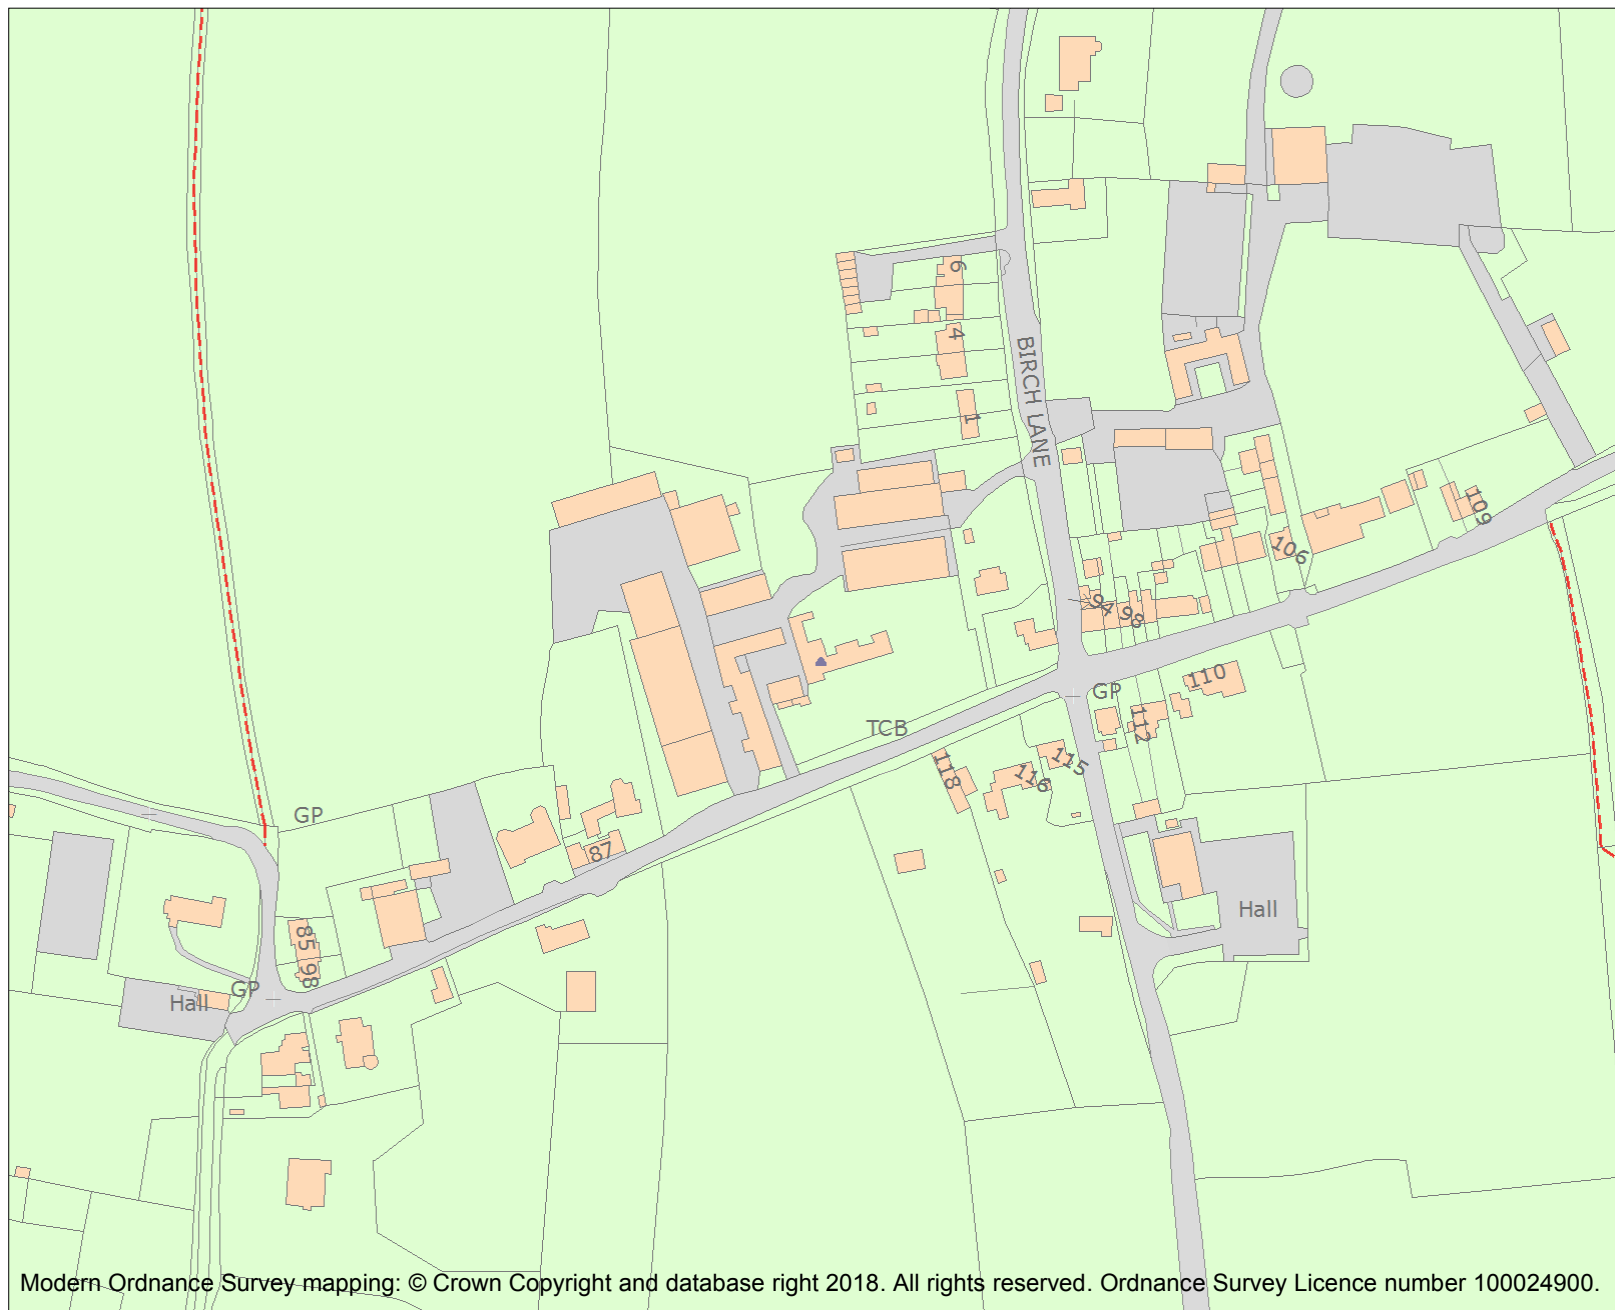 6
4
BIRCH LANE
1
109
106
94
98
110
GP
112
TCB
115
116
118
GP
87
Hall
85
98
GP
Hall
Modern Ordnance Survey mapping: © Crown Copyright and database right 2018. All rights reserved. Ordnance Survey Licence number 100024900.